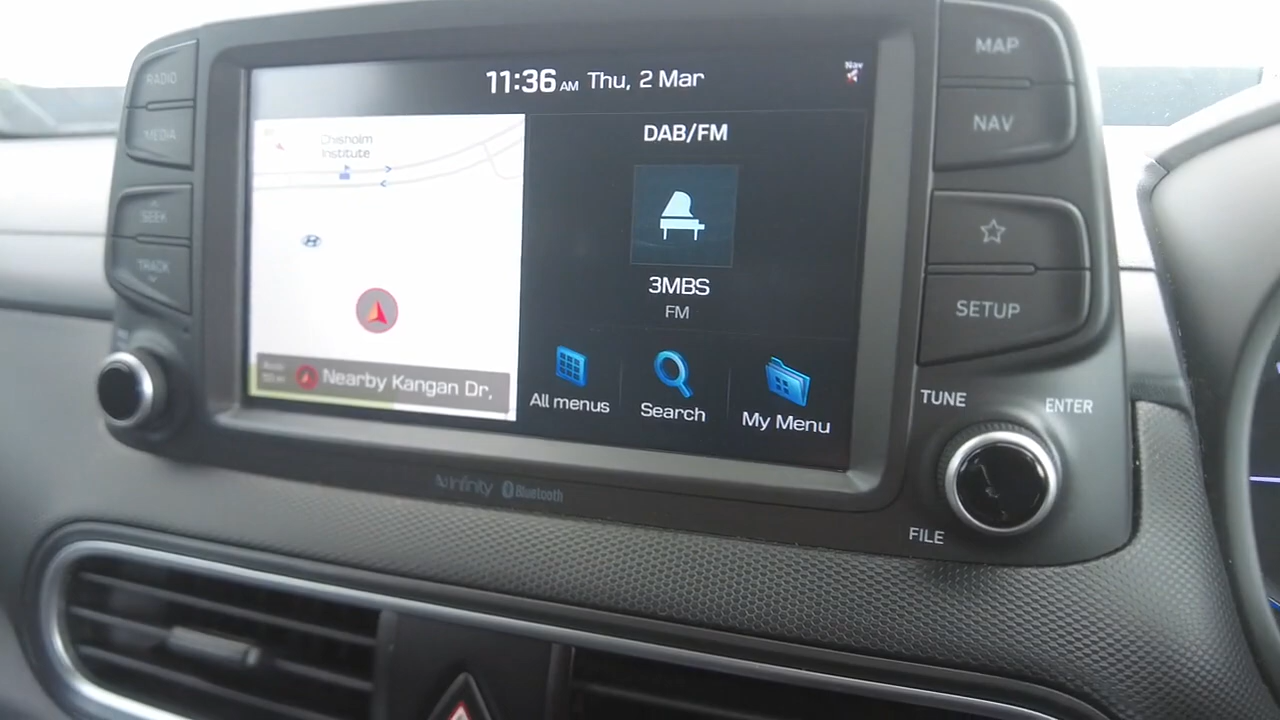 RADIO
MEDIA
SEEK
TRACK
11:36 AM Thu, 2 Mar
Nav
Chisholm
Institute
Nearby Kangan Dr,
DAB/FM
3MBS
FM
All menus
Search
My Menu
MAP
NAV
SETUP
TUNE
ENTER
FILE
infinity
Bluetooth